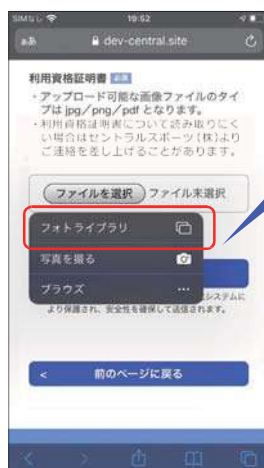 SIMなし 19:52
ああ dev-central.site
利用資格証明書 必須
・アップロード可能な画像ファイルのタイ
プは jpg／png／pdf となります。
・利用資格証明書について読み取りにく
い場合はセントラルスポーツ(株)より
ご連絡を差し上げることがあります。
ファイルを選択 ファイル未選択
フォトライブラリ
写真を撮る
ブラウズ
システムに
より保護され、安全性を確保して送信されます。
< 前のページに戻る